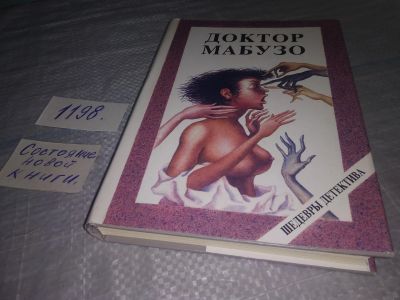 ДОКТОР
МАБУЗО
ШЕДЕВРЫ ДЕТЕКТИВА
1198.
Состояние
новой
книги.